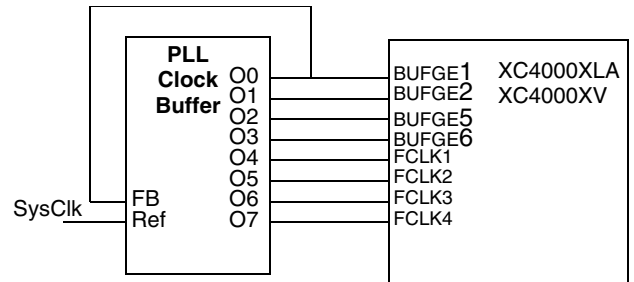 PLL
Clock
Buffer
O0
O1
O2
O3
O4
O5
FB O6
Ref O7
SysClk
BUFGE1 XC4000XLA
BUFGE2 XC4000XV
BUFGE5
BUFGE6
FCLK1
FCLK2
FCLK3
FCLK4